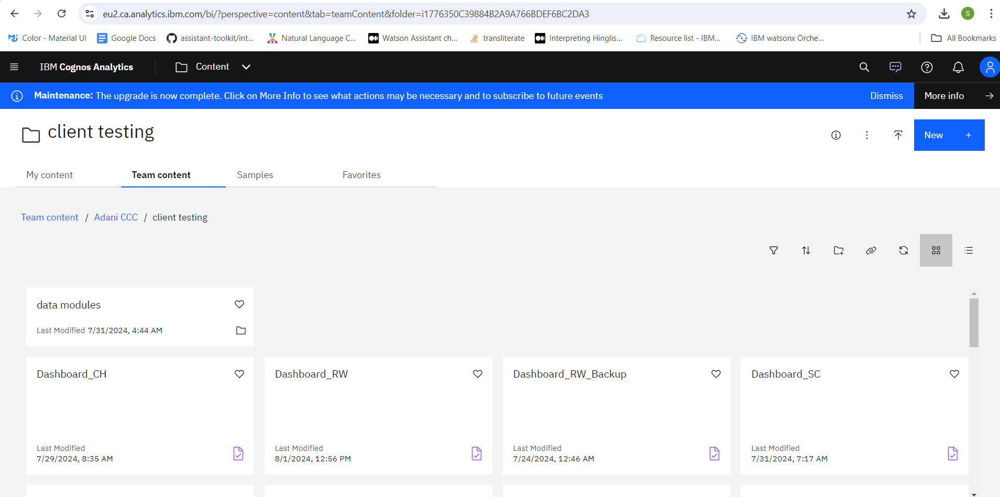 eu2.ca.analytics.ibm.com/bi/?perspective=content&tab=teamContent&folder=i1776350C39884B2A9A766BDEF6BC2DA3
S
Color - Material UI Google Docs assistant-toolkit/int... Natural Language C... Watson Assistant ch... transliterate Interpreting Hinglis... Resource list - IBM... IBM watsonx Orche... All Bookmarks
IBM Cognos Analytics Content
Maintenance: The upgrade is now complete. Click on More Info to see what actions may be necessary and to subscribe to future events Dismiss More info
client testing
New +
My content Team content Samples Favorites
Team content / Adani CCC / client testing
data modules
Last Modified 7/31/2024, 4:44 AM
Dashboard_CH Dashboard_RW Dashboard_RW_Backup Dashboard_SC
Last Modified Last Modified Last Modified Last Modified
7/29/2024, 8:35 AM 8/1/2024, 12:56 PM 7/24/2024, 12:46 AM 7/31/2024, 7:17 AM